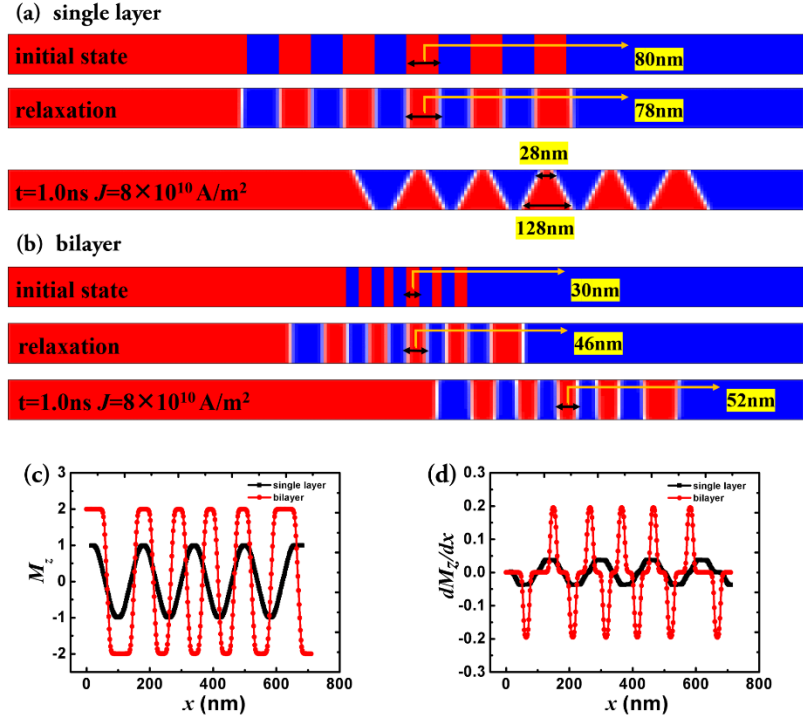 (a) single layer
initial state
80nm
relaxation
78nm
28nm
t=1.0ns J=8×10¹⁰ A/m²
128nm
(b) bilayer
initial state
30nm
relaxation
46nm
t=1.0ns J=8×10¹⁰ A/m²
52nm
(c)
3
2
1
0
-1
-2
M_z
single layer
bilayer
0 200 400 600 800
x (nm)
(d)
0.3
0.2
0.1
0.0
-0.1
-0.2
-0.3
dM_z/dx
single layer
bilayer
0 200 400 600 800
x (nm)